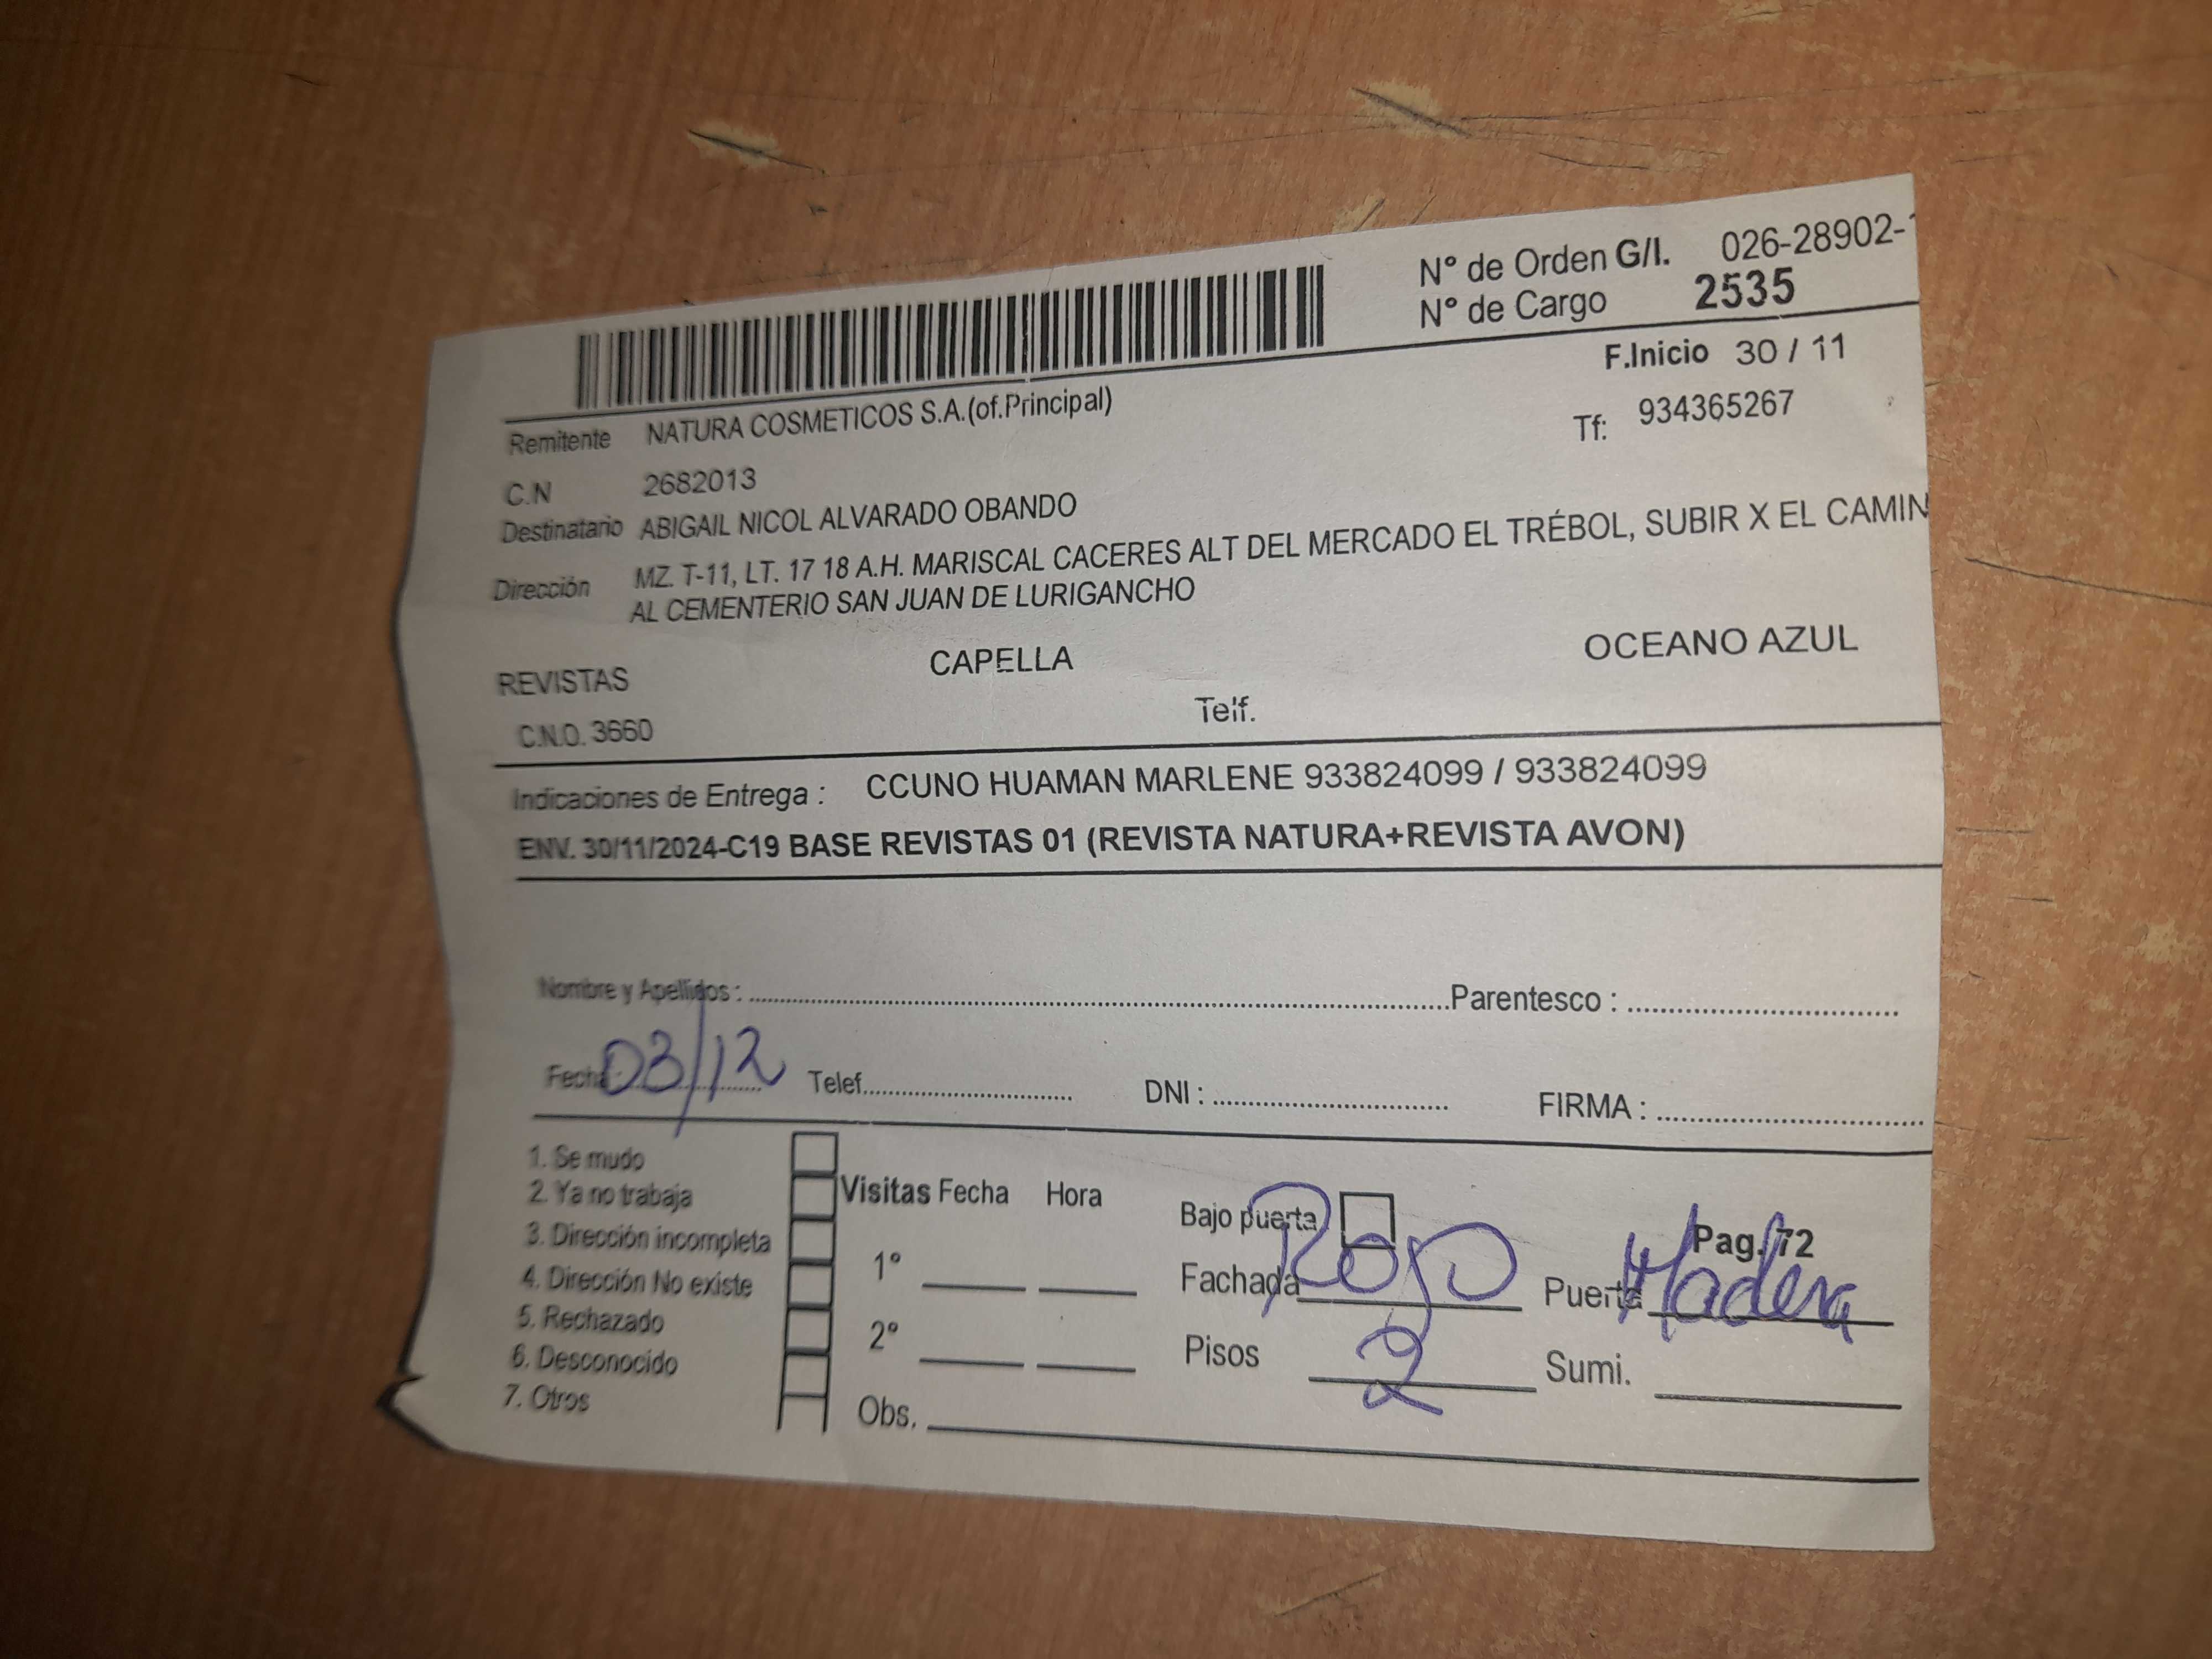 N° de Orden G/I. 026-28902-
N° de Cargo 2535
F.Inicio 30 / 11
Remitente NATURA COSMETICOS S.A.(of.Principal)
Tf: 934365267
C.N 2682013
Destinatario ABIGAIL NICOL ALVARADO OBANDO
Dirección MZ. T-11, LT. 17 18 A.H. MARISCAL CACERES ALT DEL MERCADO EL TRÉBOL, SUBIR X EL CAMIN
AL CEMENTERIO SAN JUAN DE LURIGANCHO
REVISTAS CAPELLA OCEANO AZUL
C.N.O. 3660 Telf.
Indicaciones de Entrega : CCUNO HUAMAN MARLENE 933824099 / 933824099
ENV. 30/11/2024-C19 BASE REVISTAS 01 (REVISTA NATURA+REVISTA AVON)
Nombre y Apellidos : Parentesco :
Fecha: 03/12 Telef. DNI : FIRMA :
1. Se mudo
2. Ya no trabaja
3. Dirección incompleta
4. Dirección No existe
5. Rechazado
6. Desconocido
7. Otros
Visitas Fecha Hora
1°
2°
Obs.
Bajo puerta Pag. 72
Fachada Rojo Puerta Madera
Pisos 2 Sumi.